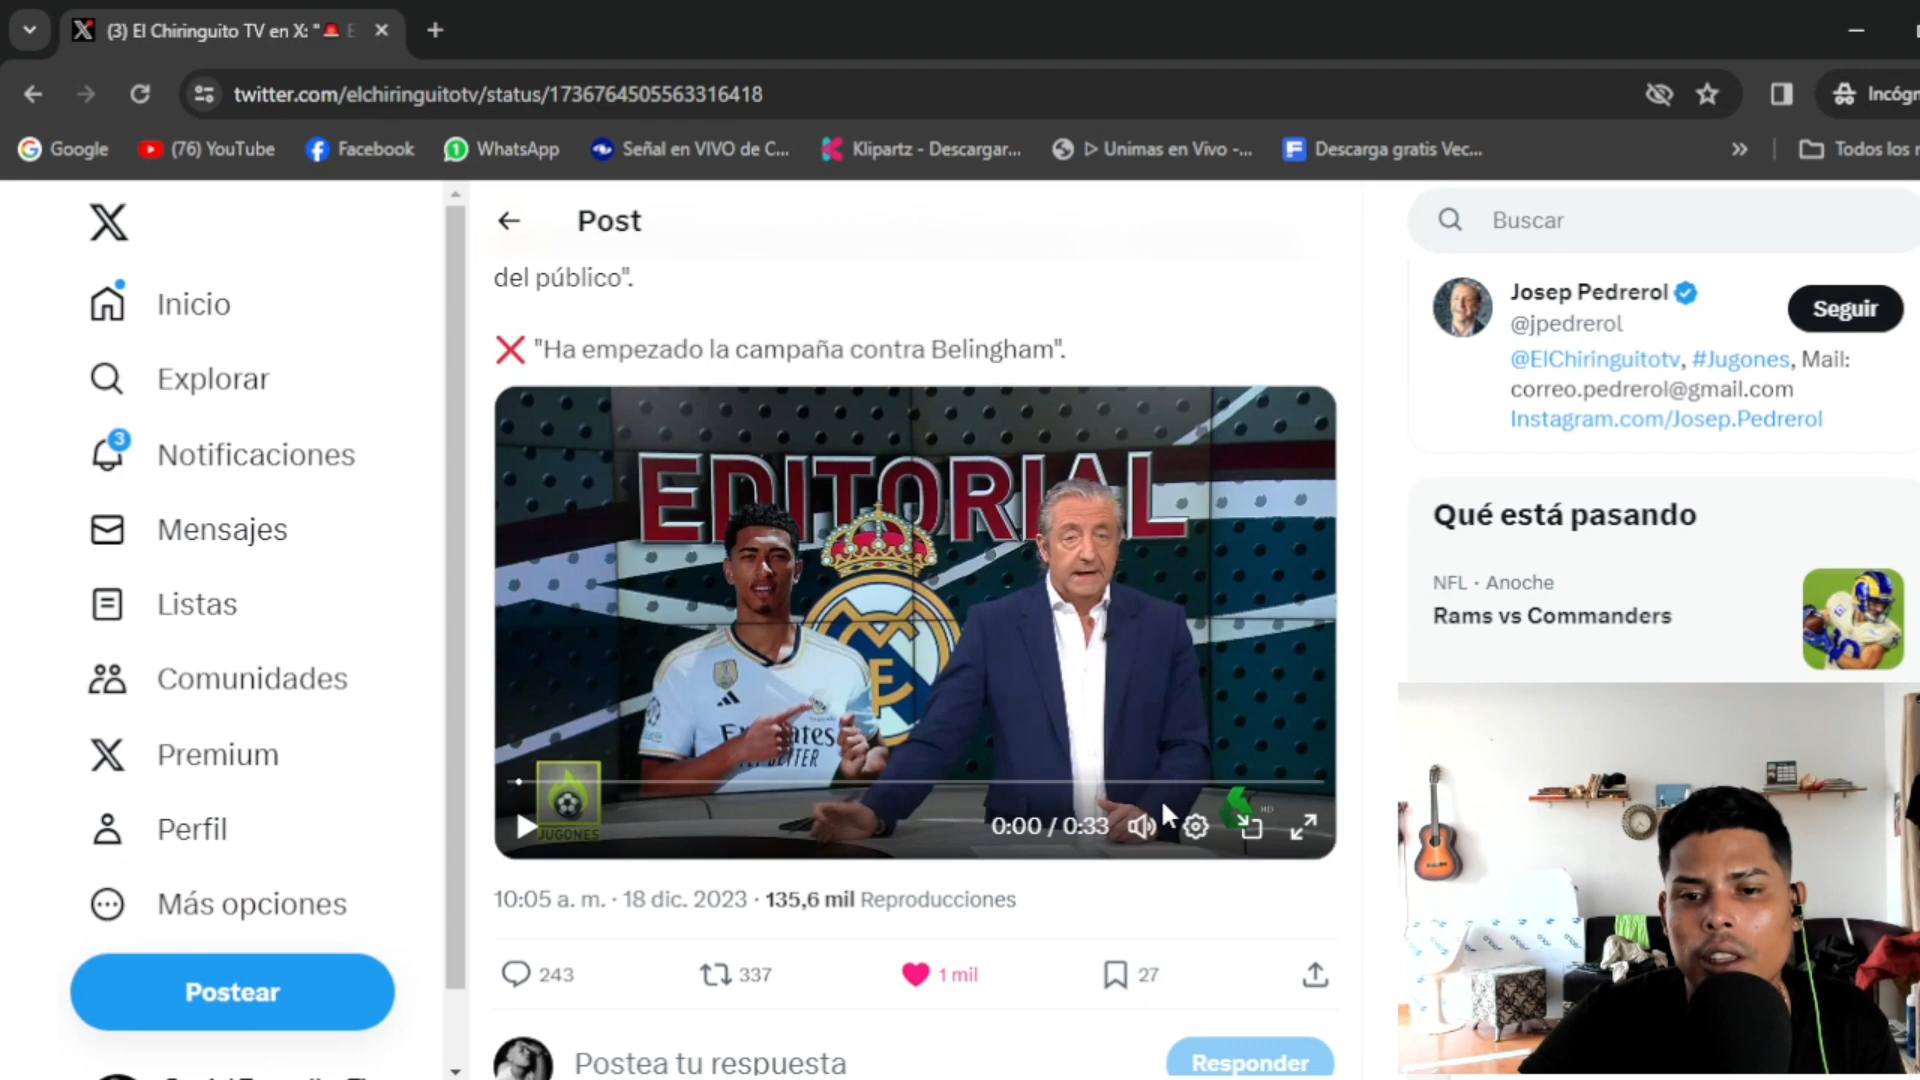 (3) El Chiringuito TV en X: "🚨 E
twitter.com/elchiringuitotv/status/1736764505563316418
Incógn
Google
(76) YouTube
Facebook
WhatsApp
Señal en VIVO de C...
Klipartz - Descargar...
▷ Unimas en Vivo -...
Descarga gratis Vec...
Todos los
Inicio
Explorar
3
Notificaciones
Mensajes
Listas
Comunidades
Premium
Perfil
Más opciones
Postear
Post
del público".
❌ "Ha empezado la campaña contra Belingham".
EDITORIAL
JUGONES
HD
0:00 / 0:33
10:05 a. m. · 18 dic. 2023 · 135,6 mil Reproducciones
243
337
1 mil
27
Postea tu respuesta
Responder
Buscar
Josep Pedrerol
@jpedrerol
Seguir
@ElChiringuitotv, #Jugones, Mail:
correo.pedrerol@gmail.com
Instagram.com/Josep.Pedrerol
Qué está pasando
NFL · Anoche
Rams vs Commanders